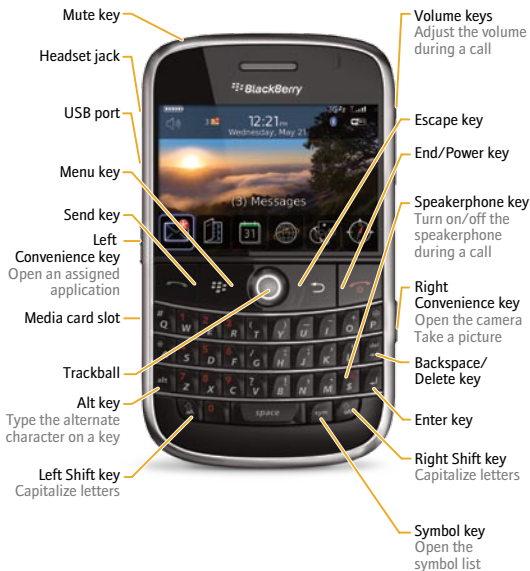 Mute key
Headset jack
USB port
Menu key
Send key
Left
Convenience key
Open an assigned
application
Media card slot
Trackball
Alt key
Type the alternate
character on a key
Left Shift key
Capitalize letters
BlackBerry
12:21
Wednesday, May 21
3
(3) Messages
31
Q W E R T Y U I O P
S D F G H J K
alt Z X C V B N M $
0 space sym
Volume keys
Adjust the volume
during a call
Escape key
End/Power key
Speakerphone key
Turn on/off the
speakerphone
during a call
Right
Convenience key
Open the camera
Take a picture
Backspace/
Delete key
Enter key
Right Shift key
Capitalize letters
Symbol key
Open the
symbol list